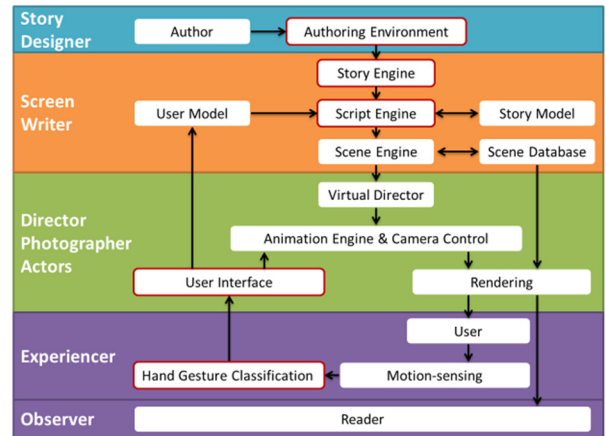 Story
Designer
Author
Authoring Environment
Story Engine
Screen
Writer
User Model
Script Engine
Story Model
Scene Engine
Scene Database
Virtual Director
Director
Photographer
Actors
Animation Engine & Camera Control
User Interface
Rendering
User
Experiencer
Hand Gesture Classification
Motion-sensing
Observer
Reader